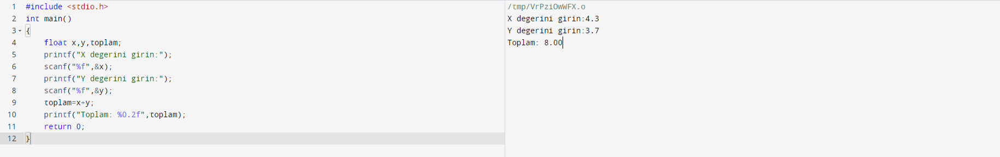 1 #include <stdio.h>
2 int main()
3 {
4 float x,y,toplam;
5 printf("X degerini girin:");
6 scanf("%f",&x);
7 printf("Y degerini girin:");
8 scanf("%f",&y);
9 toplam=x+y;
10 printf("Toplam: %0.2f",toplam);
11 return 0;
12 }
/tmp/VrPziOwWFX.o
X degerini girin:4.3
Y degerini girin:3.7
Toplam: 8.00